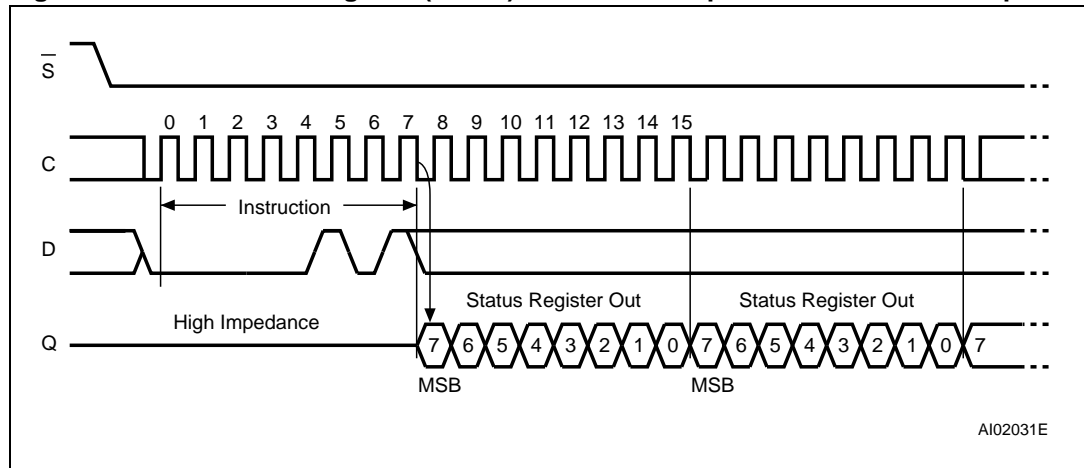 S
0 1 2 3 4 5 6 7 8 9 10 11 12 13 14 15
C
Instruction
D
Status Register Out Status Register Out
High Impedance
Q 7 6 5 4 3 2 1 0 7 6 5 4 3 2 1 0 7
MSB MSB
AI02031E